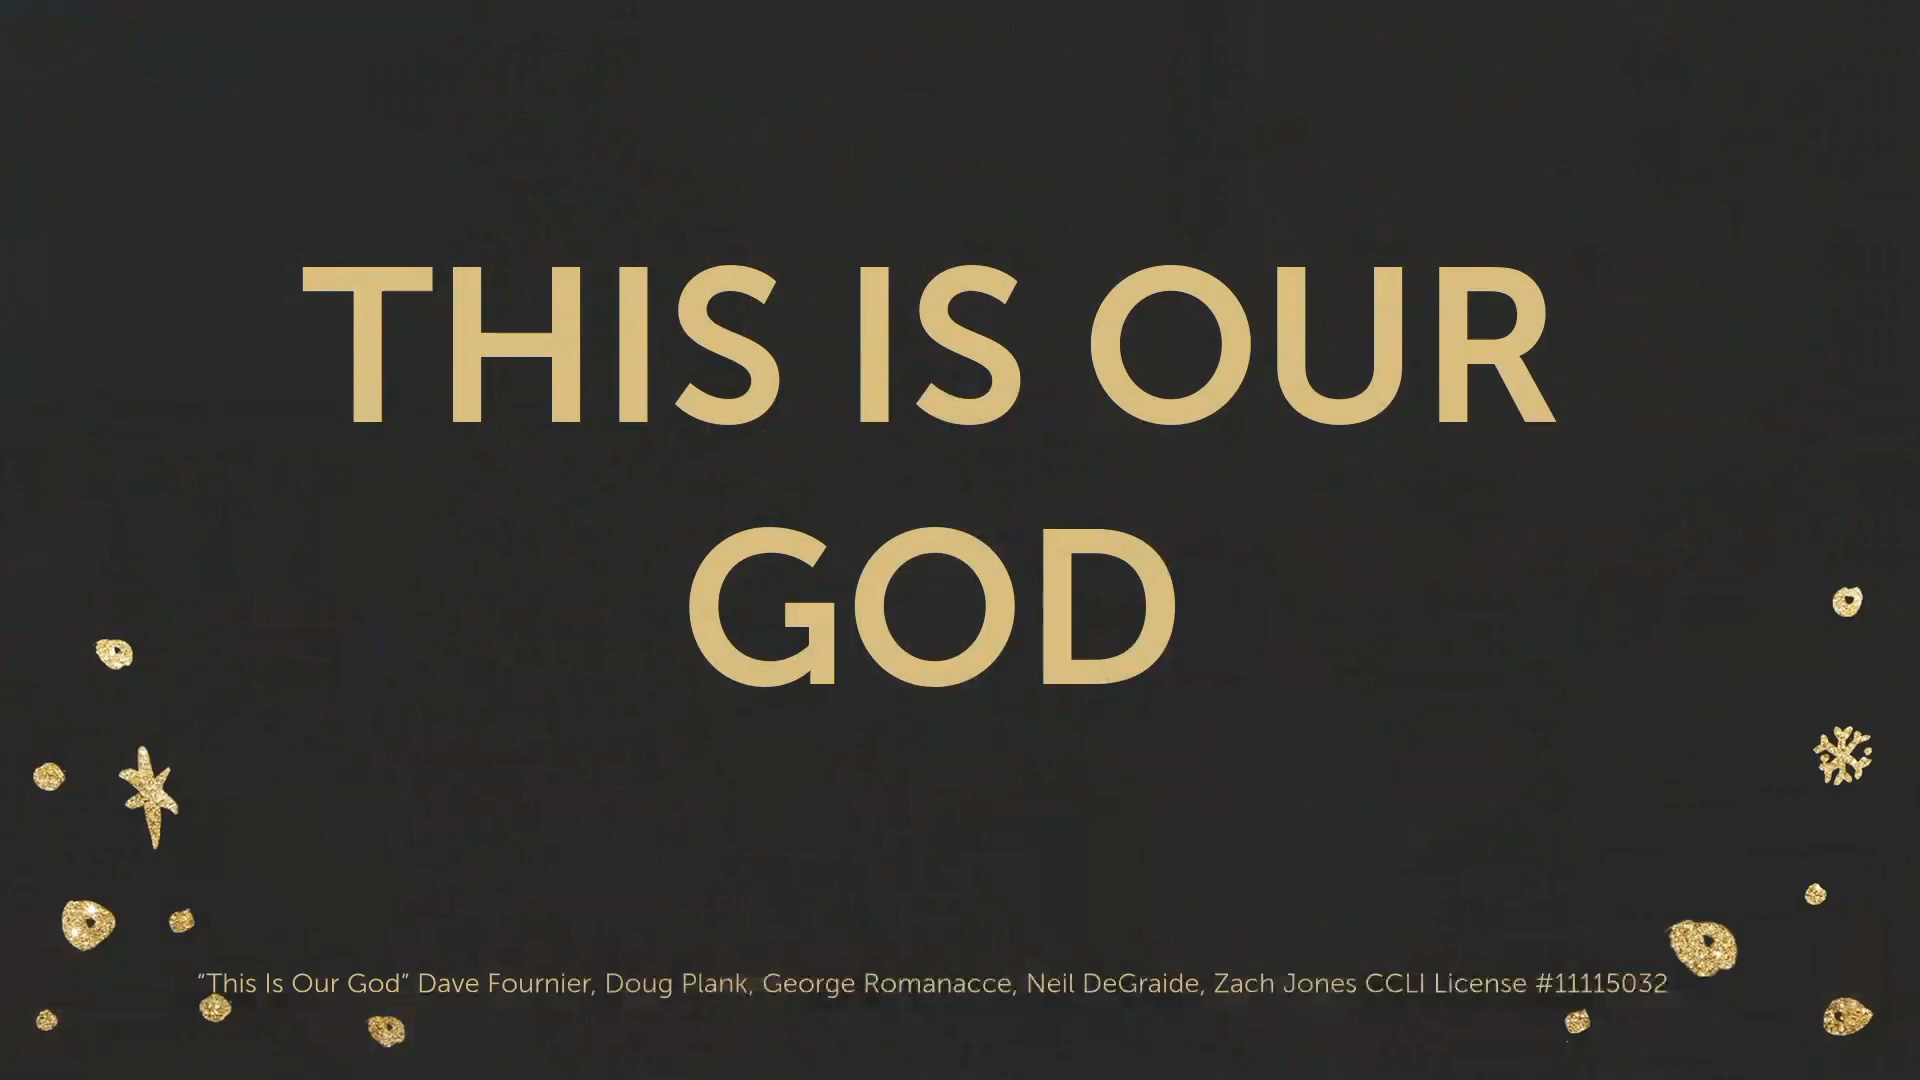 THIS IS OUR
GOD
“This Is Our God” Dave Fournier, Doug Plank, George Romanacce, Neil DeGraide, Zach Jones CCLI License #11115032